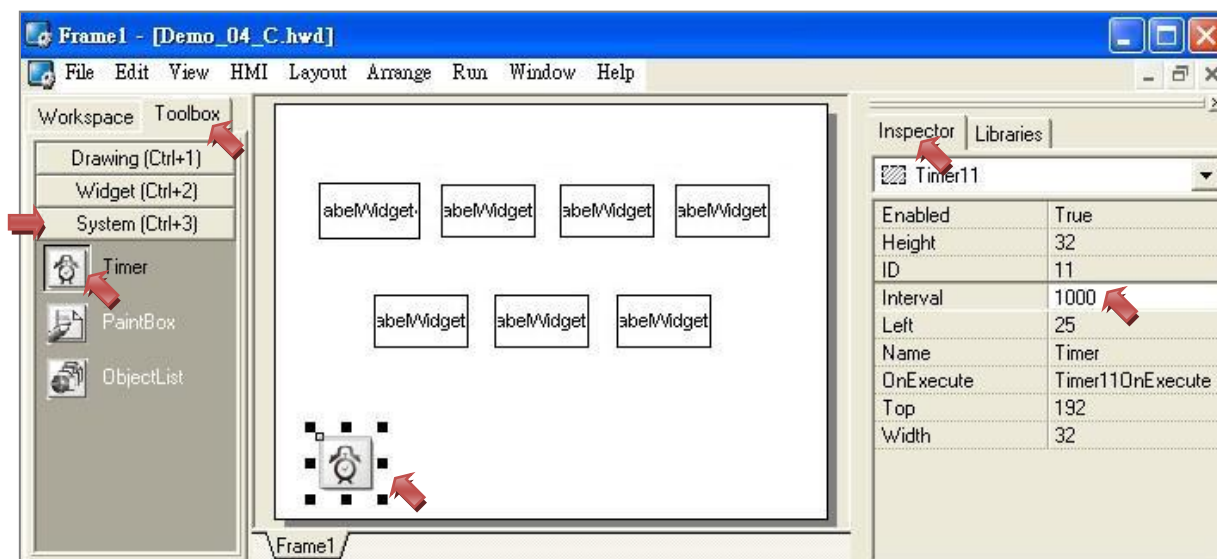 Frame1 - [Demo_04_C.hwd]
File Edit View HMI Layout Arrange Run Window Help
Workspace Toolbox
Drawing (Ctrl+1)
Widget (Ctrl+2)
System (Ctrl+3)
Timer
PaintBox
ObjectList
abelWidget abelWidget abelWidget abelWidget
abelWidget abelWidget abelWidget
Frame1
Inspector Libraries
Timer11
Enabled True
Height 32
ID 11
Interval 1000
Left 25
Name Timer
OnExecute Timer11OnExecute
Top 192
Width 32